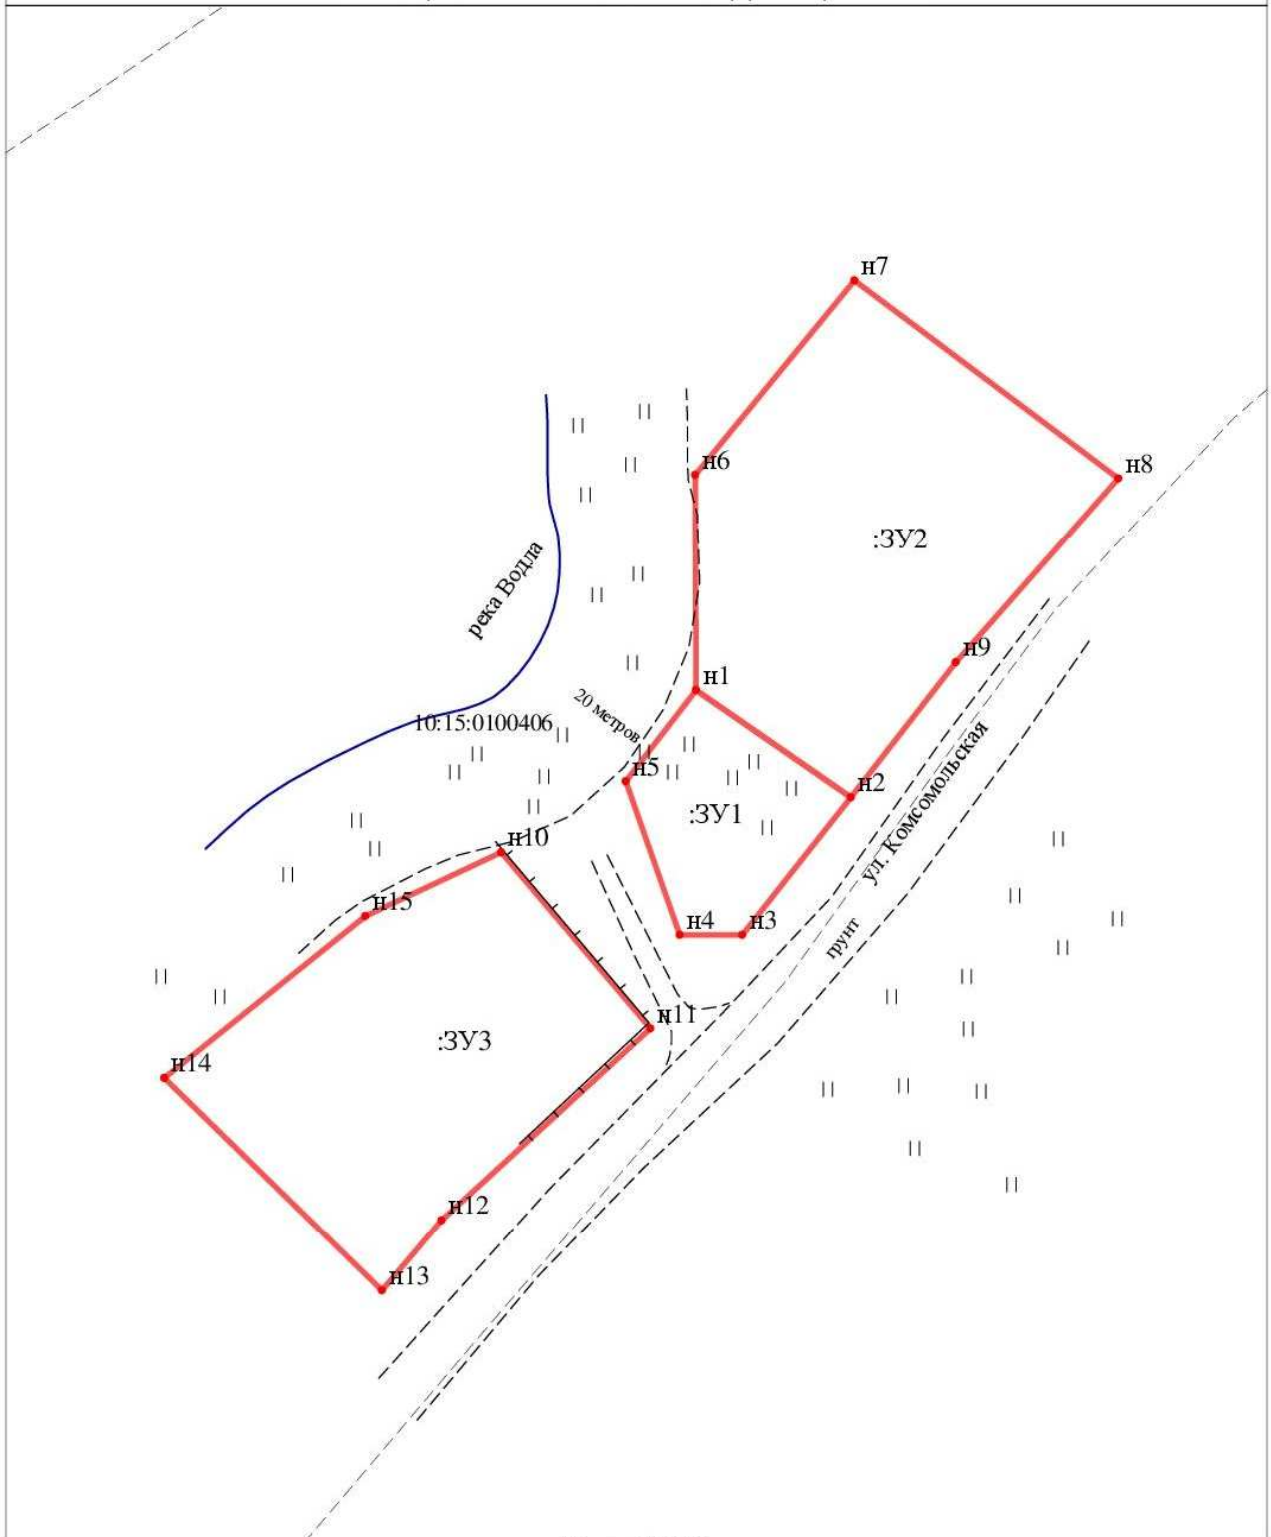 н7
н6
н8
:ЗУ2
река Водла
н9
н1
20 метров
10:15:0100406
н5
н2
:ЗУ1
ул. Комсомольская
н10
н15
н4
н3
грунт
н11
:ЗУ3
н14
н12
н13